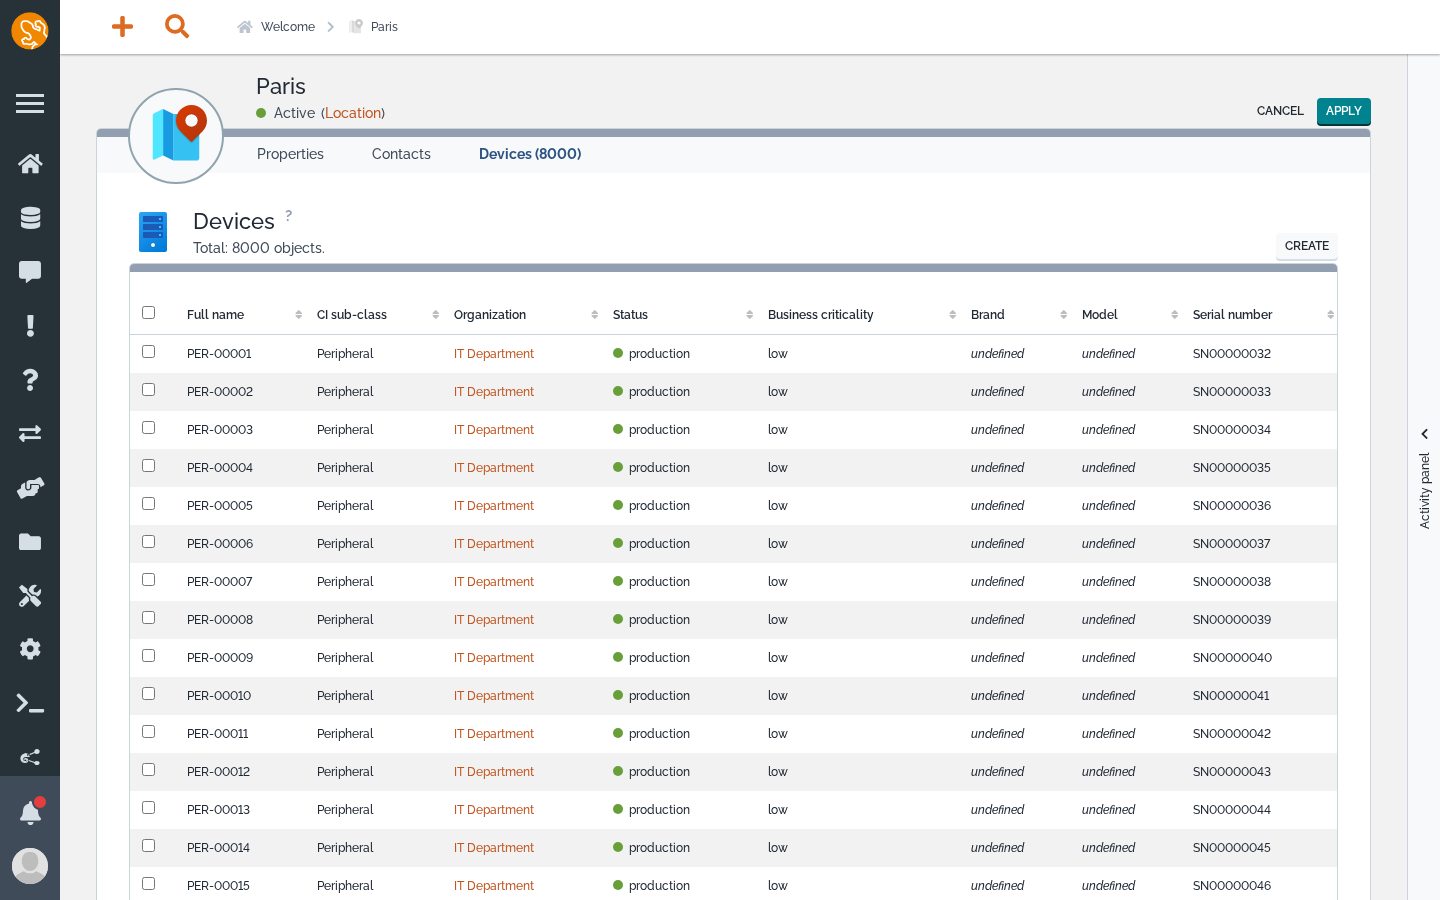 Welcome Paris
Paris
Active (Location)
CANCEL APPLY
Properties Contacts Devices (8000)
Devices ?
Total: 8000 objects.
CREATE
Full name CI sub-class Organization Status Business criticality Brand Model Serial number
PER-00001 Peripheral IT Department production low undefined undefined SN00000032
PER-00002 Peripheral IT Department production low undefined undefined SN00000033
PER-00003 Peripheral IT Department production low undefined undefined SN00000034
PER-00004 Peripheral IT Department production low undefined undefined SN00000035
PER-00005 Peripheral IT Department production low undefined undefined SN00000036
PER-00006 Peripheral IT Department production low undefined undefined SN00000037
PER-00007 Peripheral IT Department production low undefined undefined SN00000038
PER-00008 Peripheral IT Department production low undefined undefined SN00000039
PER-00009 Peripheral IT Department production low undefined undefined SN00000040
PER-00010 Peripheral IT Department production low undefined undefined SN00000041
PER-00011 Peripheral IT Department production low undefined undefined SN00000042
PER-00012 Peripheral IT Department production low undefined undefined SN00000043
PER-00013 Peripheral IT Department production low undefined undefined SN00000044
PER-00014 Peripheral IT Department production low undefined undefined SN00000045
PER-00015 Peripheral IT Department production low undefined undefined SN00000046
Activity panel